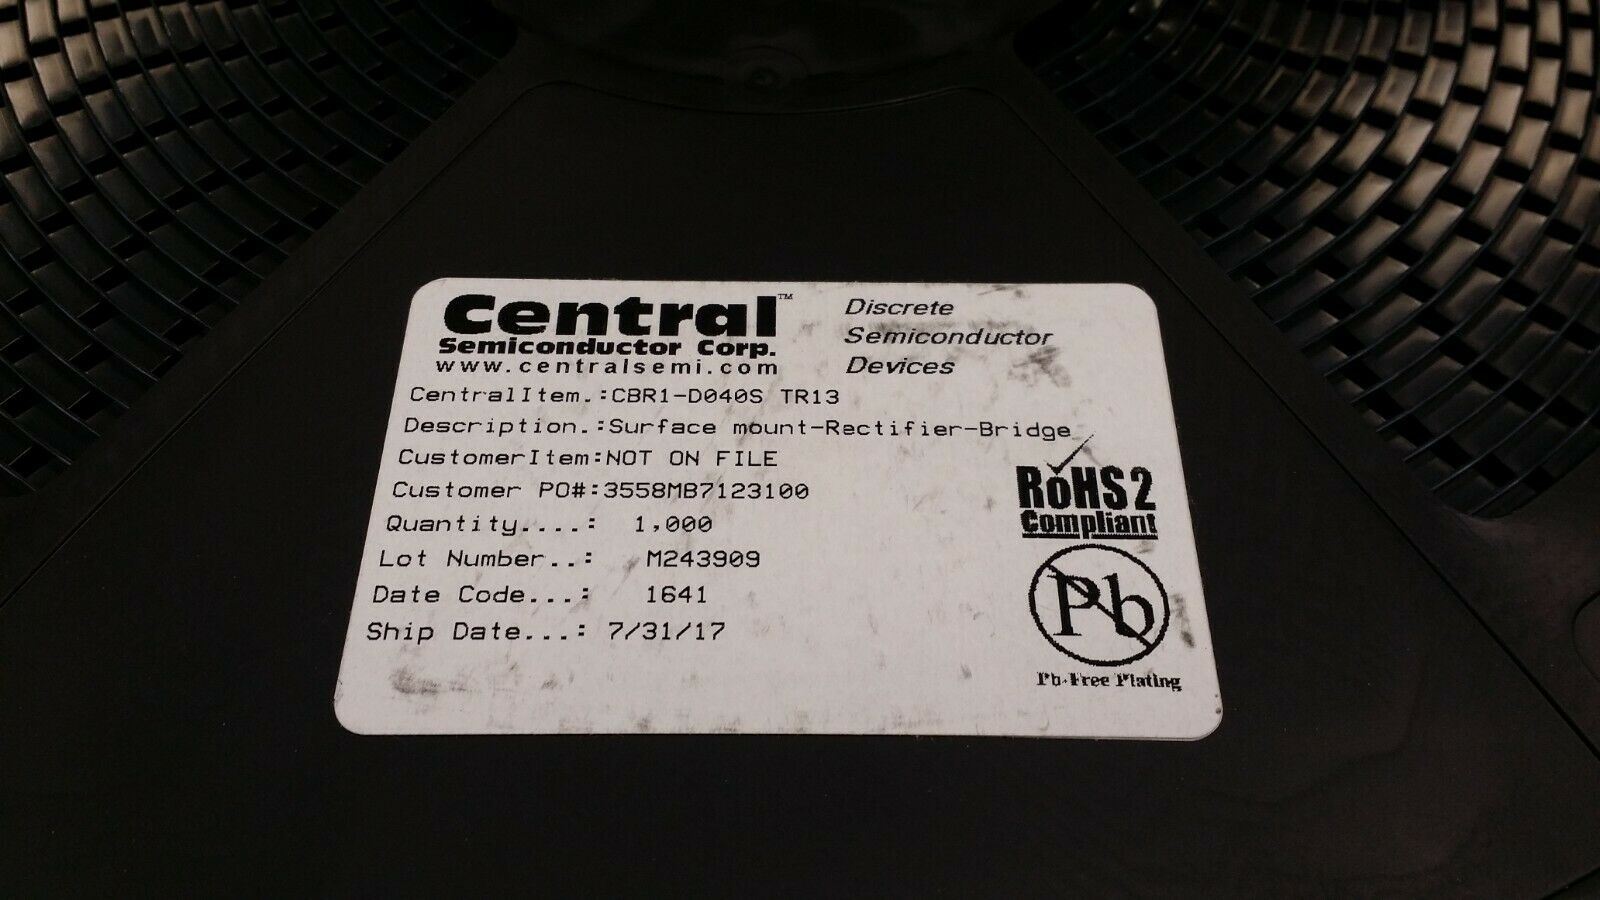 Central™
Semiconductor Corp.
www.centralsemi.com
Discrete
Semiconductor
Devices
CentralItem.:CBR1-D040S TR13
Description.:Surface mount-Rectifier-Bridge
CustomerItem:NOT ON FILE
Customer PO#:3558MB7123100
Quantity....: 1,000
Lot Number..: M243909
Date Code...: 1641
Ship Date...: 7/31/17
RoHS2
Compliant
Pb
Pb-Free Plating